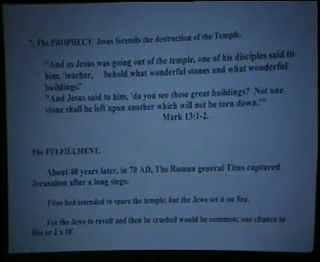 7. The PROPHECY. Jesus foretells the destruction of the Temple.
"And as Jesus was going out of the temple, one of his disciples said to
him, 'teacher, behold what wonderful stones and what wonderful
buildings!'
"And Jesus said to him, 'do you see these great buildings? Not one
stone shall be left upon another which will not be torn down.'"
Mark 13:1-2.
The FULFILLMENT.
About 40 years later, in 70 AD, The Roman general Titus captured
Jerusalem after a long siege.
Titus had intended to spare the temple, but the Jews set it on fire.
For the Jews to revolt and then be crushed would be common; one chance in
five or 2 x